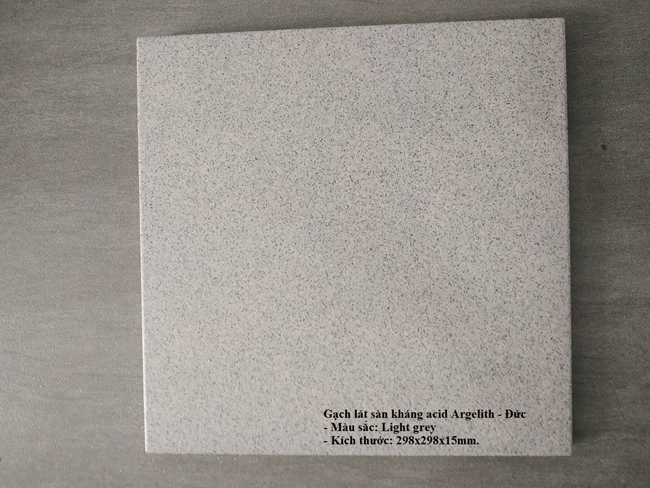 Gạch lát sàn kháng acid Argelith - Đức
- Màu sắc: Light grey
- Kích thước: 298x298x15mm.